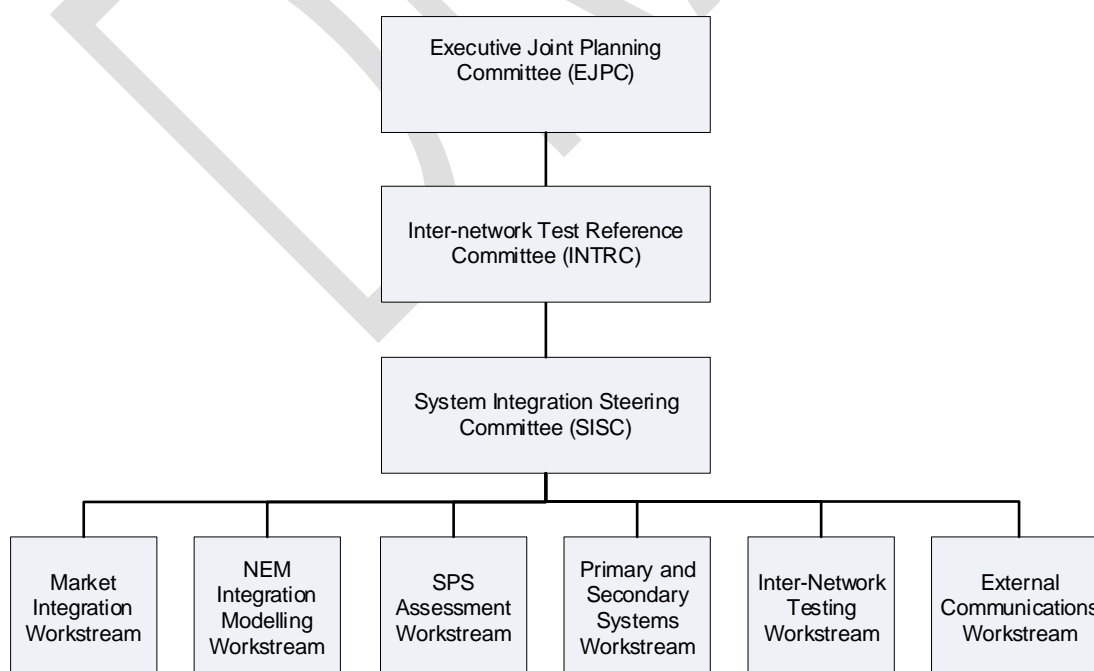 Executive Joint Planning
Committee (EJPC)
Inter-network Test Reference
Committee (INTRC)
System Integration Steering
Committee (SISC)
Market
Integration
Workstream
NEM
Integration
Modelling
Workstream
SPS
Assessment
Workstream
Primary and
Secondary
Systems
Workstream
Inter-Network
Testing
Workstream
External
Communications
Workstream